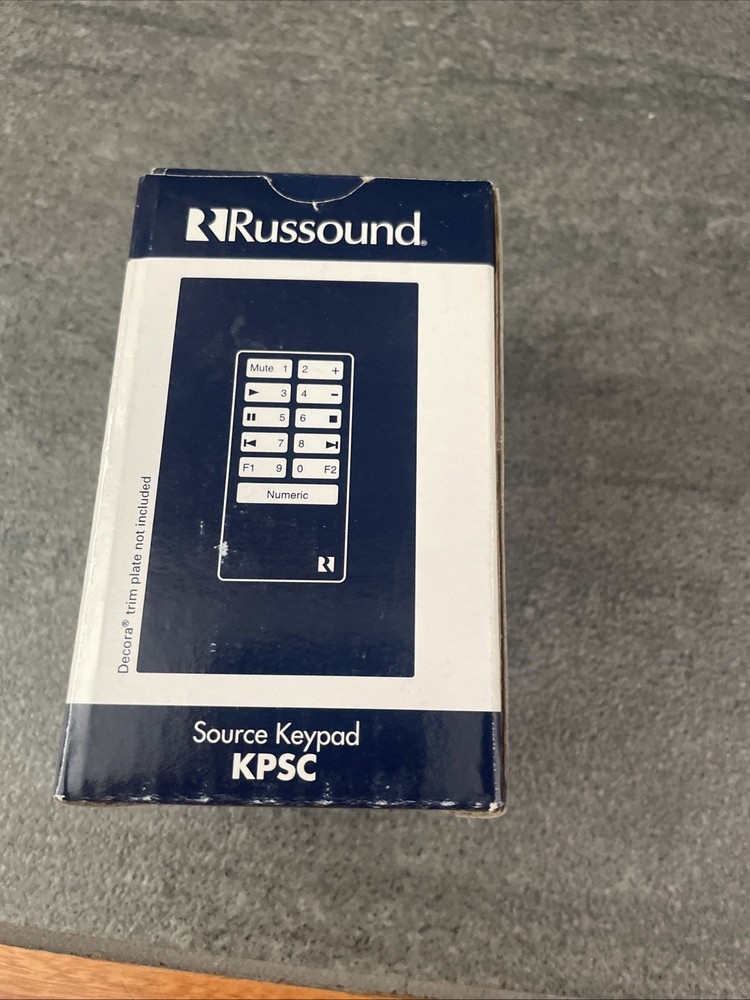 Russound®
Mute 1 2 +
3 4 -
5 6
7 8
F1 9 0 F2
Numeric
Decora® trim plate not included
Source Keypad
KPSC